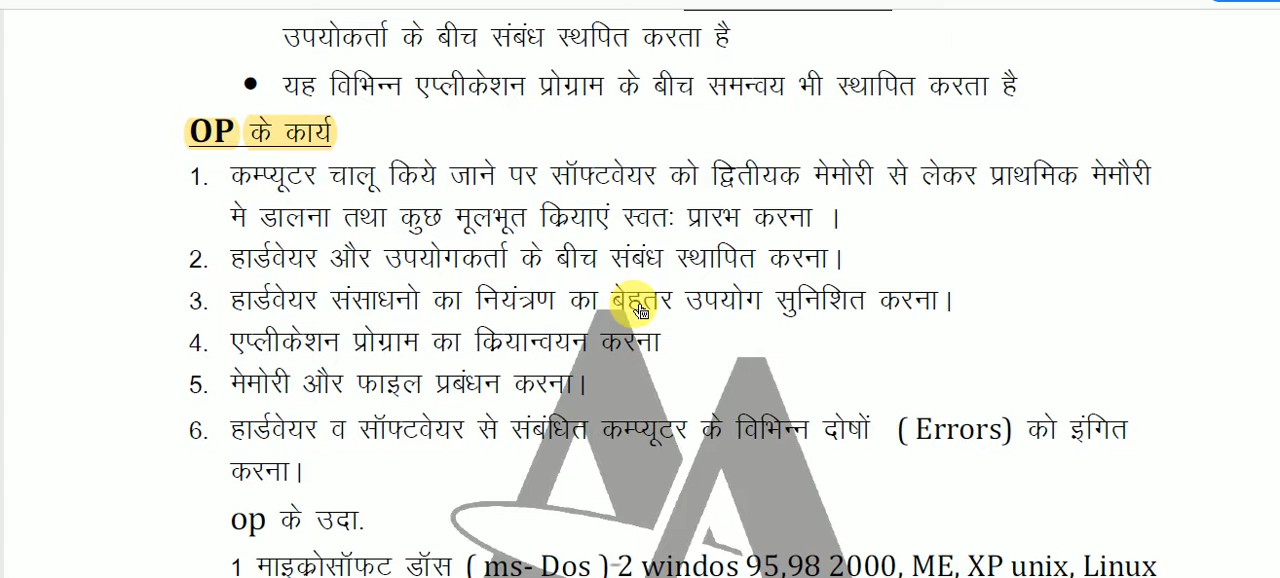 उपयोकर्ता के बीच संबंध स्थपित करता है
• यह विभिन्न एप्लीकेशन प्रोग्राम के बीच समन्वय भी स्थापित करता है
OP के कार्य
1. कम्प्यूटर चालू किये जाने पर सॉफ्टवेयर को द्वितीयक मेमोरी से लेकर प्राथमिक मेमौरी
मे डालना तथा कुछ मूलभूत क्रियाएं स्वतः प्रारभ करना ।
2. हार्डवेयर और उपयोगकर्ता के बीच संबंध स्थापित करना।
3. हार्डवेयर संसाधनो का नियंत्रण का बेहतर उपयोग सुनिशित करना।
4. एप्लीकेशन प्रोग्राम का क्रियान्वयन करना
5. मेमोरी और फाइल प्रबंधन करना।
6. हार्डवेयर व सॉफ्टवेयर से संबंधित कम्प्यूटर के विभिन्न दोषों ( Errors) को इंगित
करना।
op के उदा.
1 माइक्रोसॉफट डॉस ( ms- Dos ) 2 windos 95,98 2000, ME, XP unix, Linux